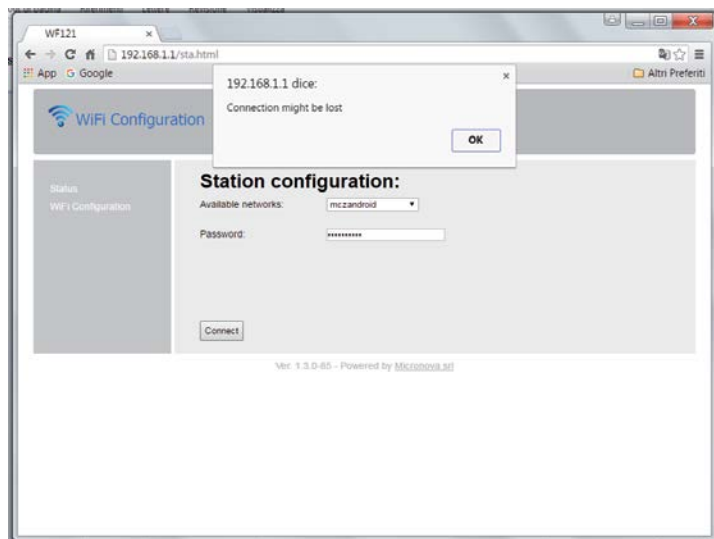 WF121
192.168.1.1/sta.html
App
Google
Altri Preferiti
192.168.1.1 dice:
Connection might be lost
OK
WiFi Configuration
Status
WiFi Configuration
Station configuration:
Available networks:
mczandroid
Password:
Connect
Ver. 1.3.0-85 - Powered by Micronova srl